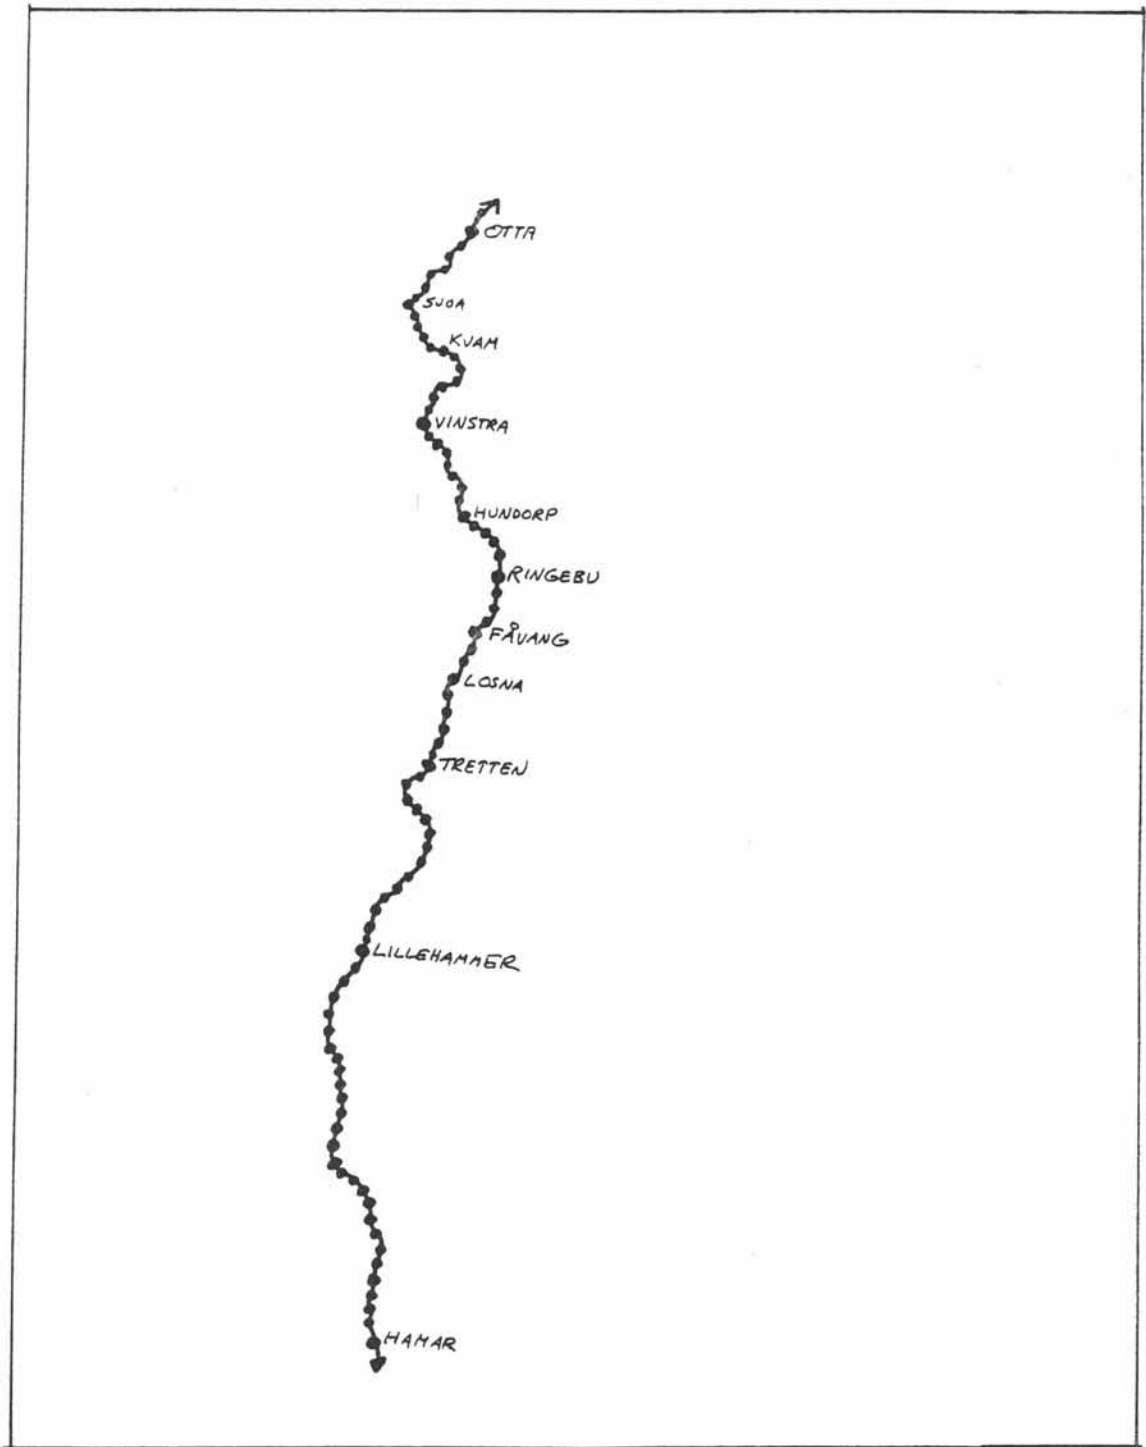 OTTA
SJOA
KVAM
VINSTRA
HUNDORP
RINGEBU
FÅVANG
LOSNA
TRETTEN
LILLEHAMMER
HAMAR